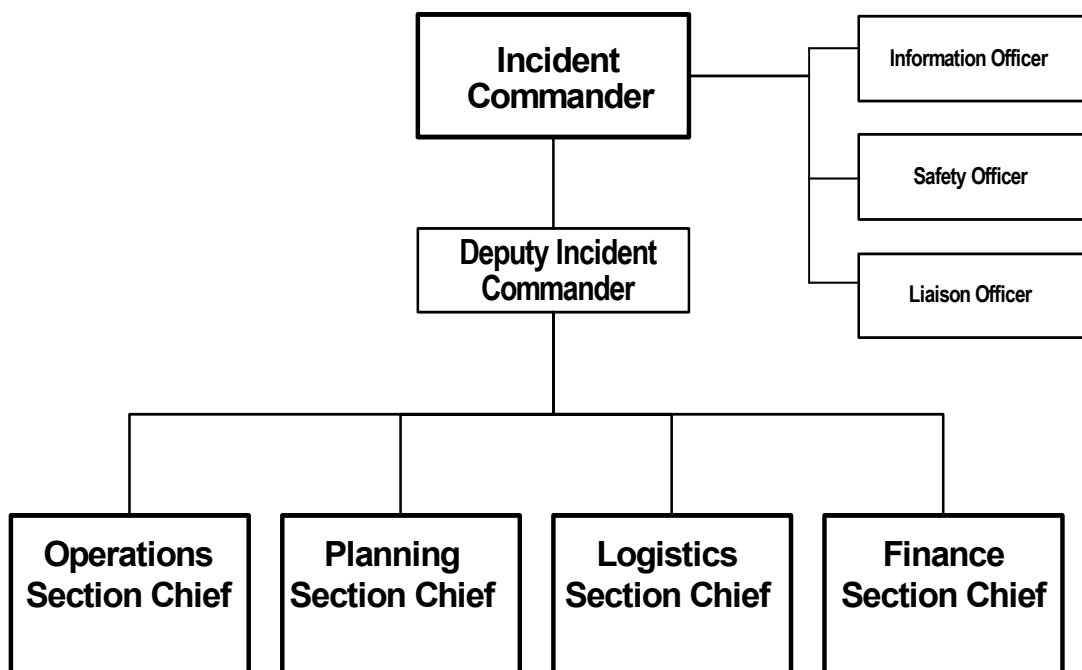 Incident
Commander
Information Officer
Safety Officer
Deputy Incident
Commander
Liaison Officer
Operations
Section Chief
Planning
Section Chief
Logistics
Section Chief
Finance
Section Chief